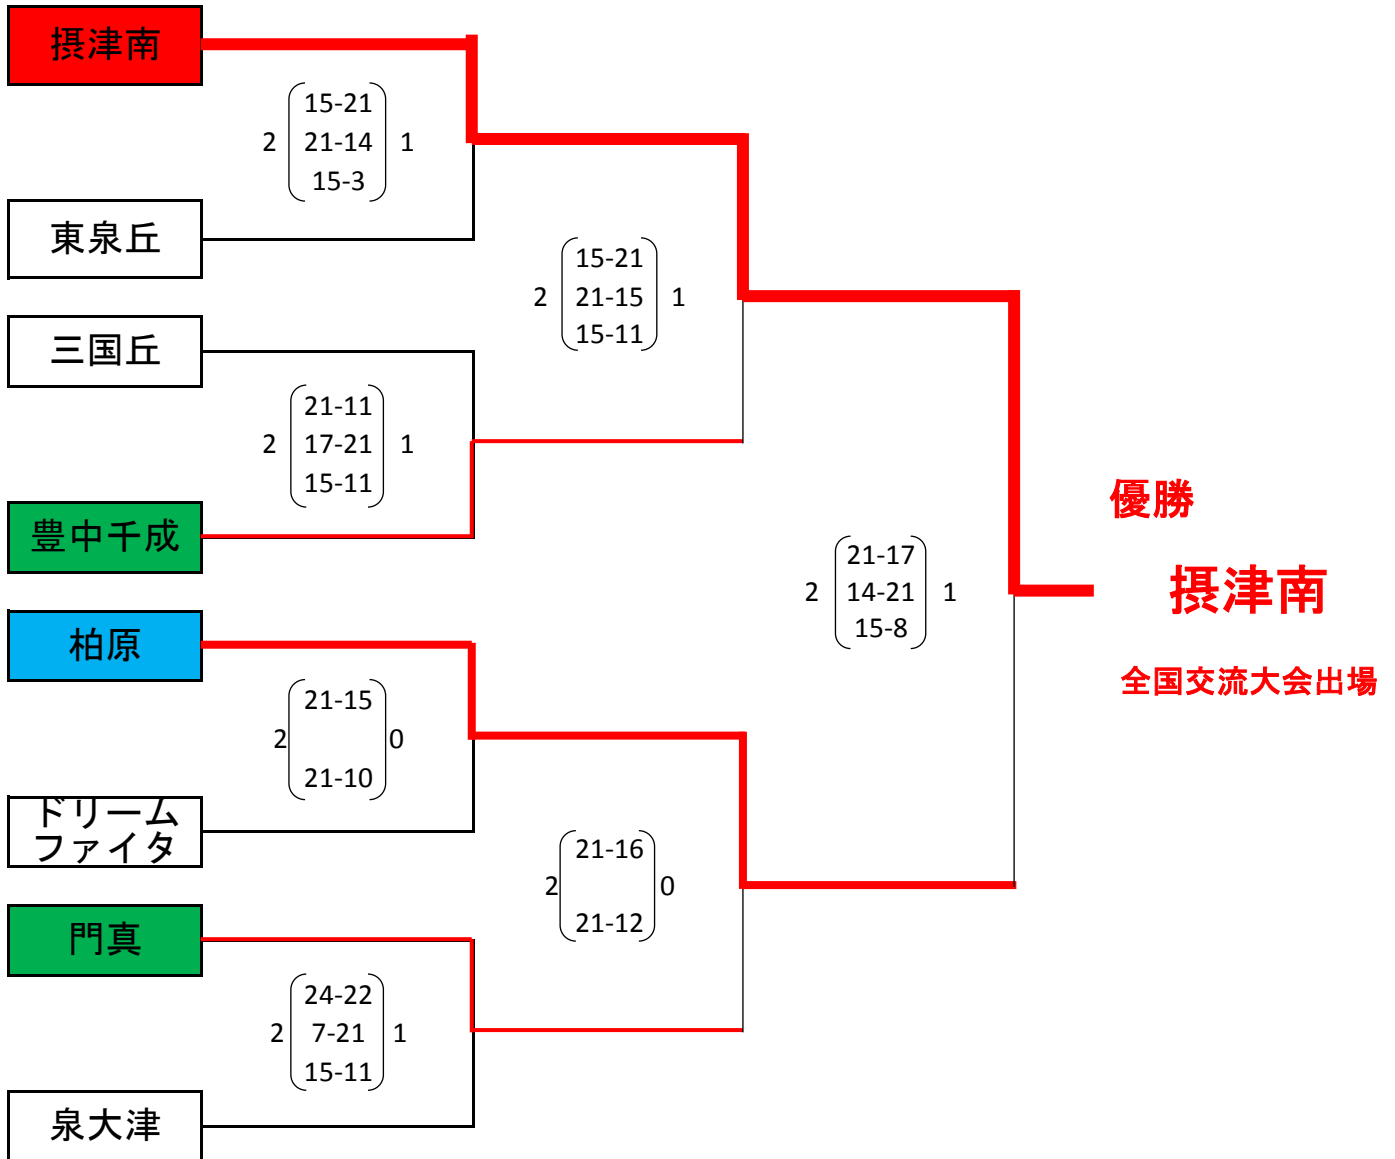 摂津南
2 15-21 1
21-14
15-3
東泉丘
2 15-21 1
21-15
15-11
三国丘
2 21-11 1
17-21
15-11
豊中千成
優勝
摂津南
全国交流大会出場
2 21-17 1
14-21
15-8
柏原
2 21-15 0
21-10
ドリーム
ファイタ
2 21-16 0
21-12
門真
2 24-22 1
7-21
15-11
泉大津